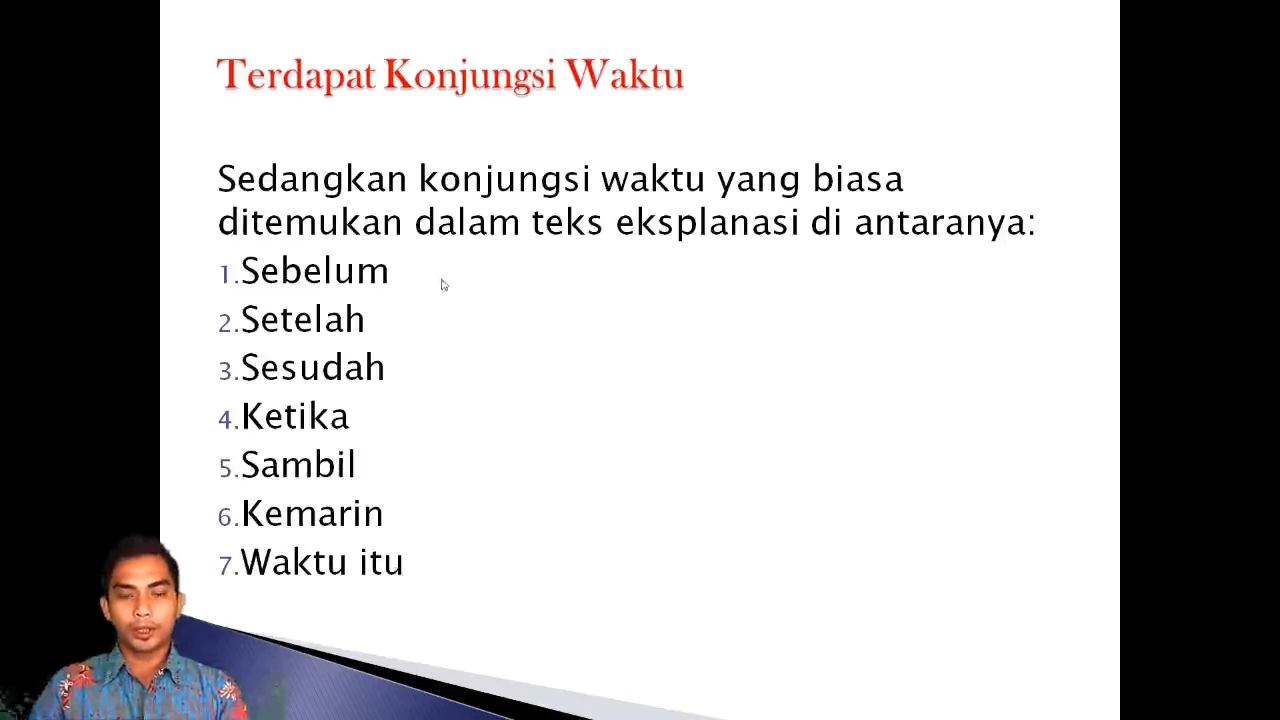 Terdapat Konjungsi Waktu
Sedangkan konjungsi waktu yang biasa
ditemukan dalam teks eksplanasi di antaranya:
1.Sebelum
2.Setelah
3.Sesudah
4.Ketika
5.Sambil
6.Kemarin
7.Waktu itu